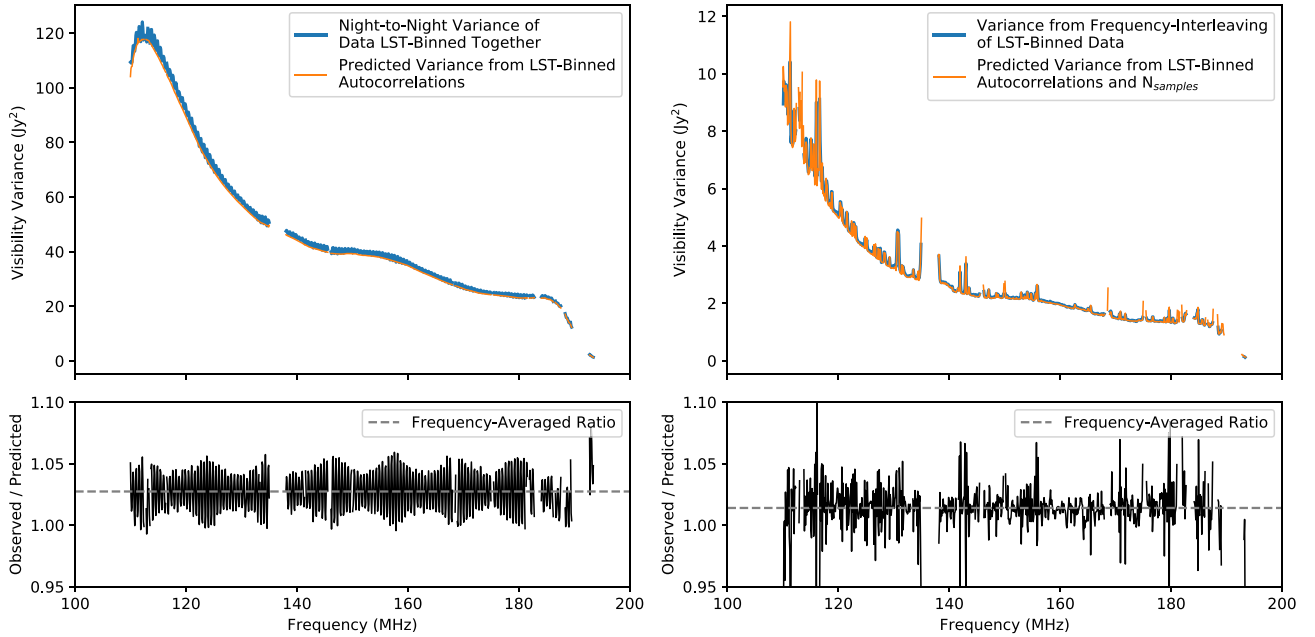 Night-to-Night Variance of
Data LST-Binned Together
Predicted Variance from LST-Binned
Autocorrelations
Visibility Variance (Jy²)
120
100
80
60
40
20
0
Variance from Frequency-Interleaving
of LST-Binned Data
Predicted Variance from LST-Binned
Autocorrelations and N_samples
Visibility Variance (Jy²)
12
10
8
6
4
2
0
Frequency-Averaged Ratio
Observed / Predicted
1.10
1.05
1.00
0.95
100 120 140 160 180 200
Frequency (MHz)
Frequency-Averaged Ratio
Observed / Predicted
1.10
1.05
1.00
0.95
100 120 140 160 180 200
Frequency (MHz)